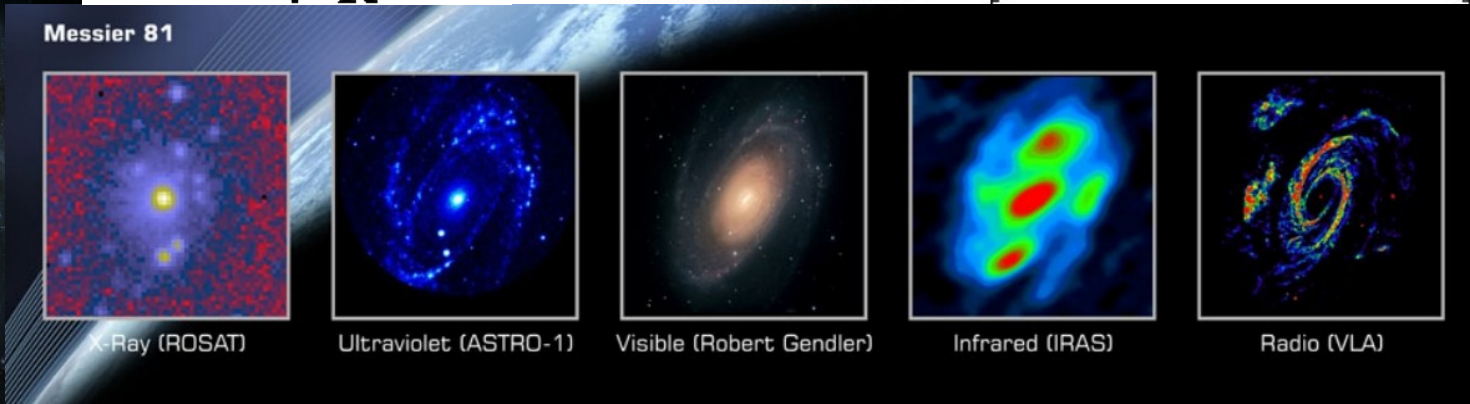 Messier 81
X-Ray (ROSAT)
Ultraviolet (ASTRO-1)
Visible (Robert Gendler)
Infrared (IRAS)
Radio (VLA)